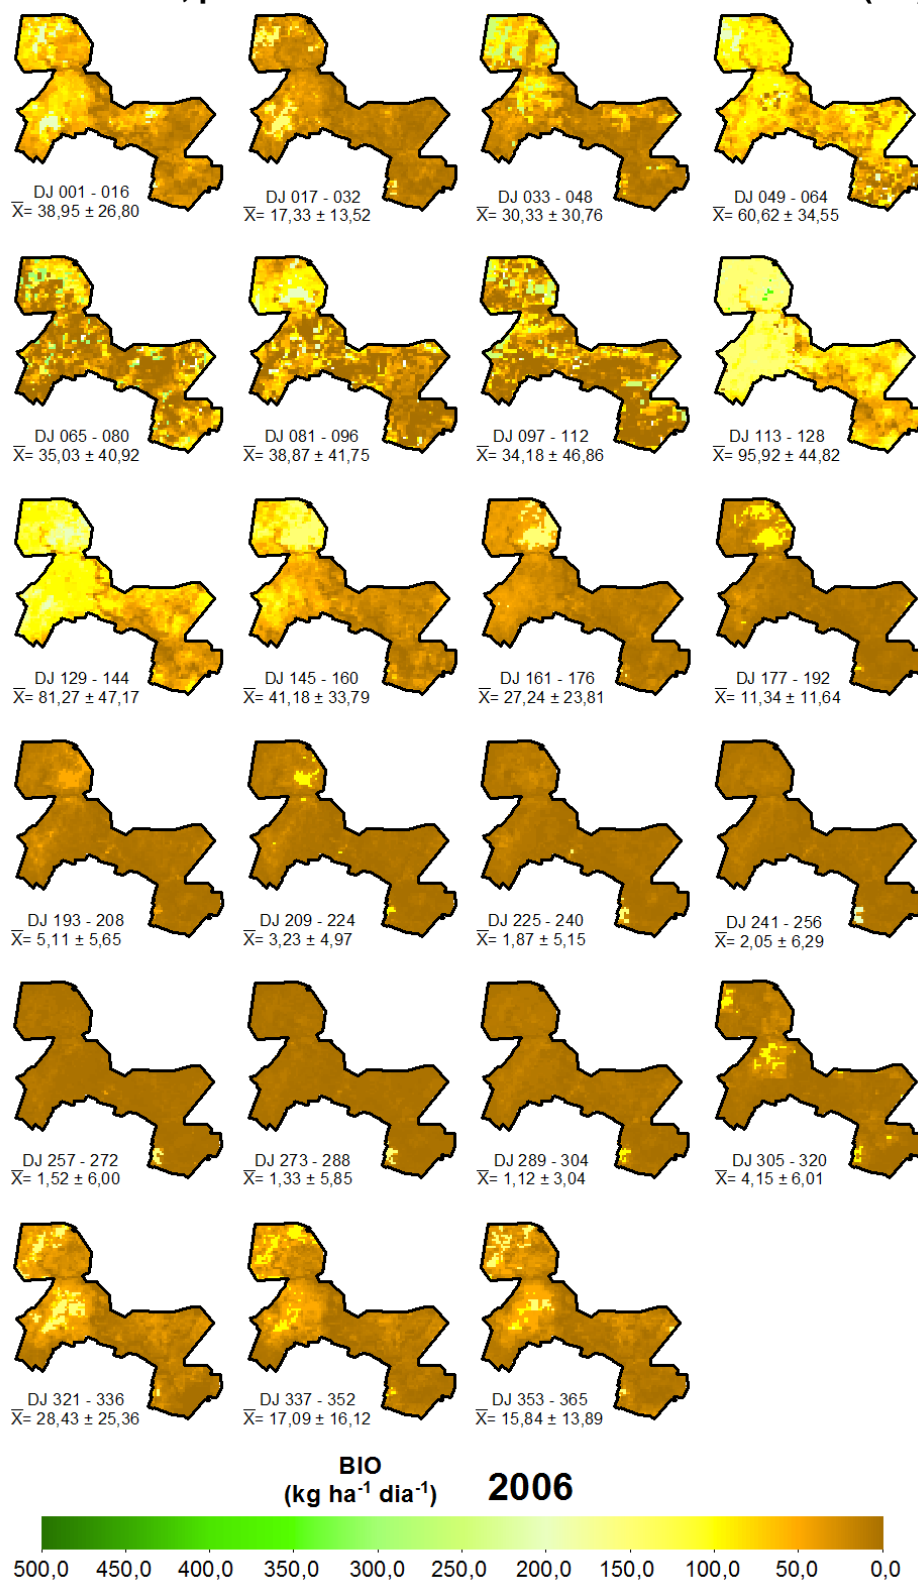 DJ 001 - 016
X= 38,95 ± 26,80
DJ 017 - 032
X= 17,33 ± 13,52
DJ 033 - 048
X= 30,33 ± 30,76
DJ 049 - 064
X= 60,62 ± 34,55
DJ 065 - 080
X= 35,03 ± 40,92
DJ 081 - 096
X= 38,87 ± 41,75
DJ 097 - 112
X= 34,18 ± 46,86
DJ 113 - 128
X= 95,92 ± 44,82
DJ 129 - 144
X= 81,27 ± 47,17
DJ 145 - 160
X= 41,18 ± 33,79
DJ 161 - 176
X= 27,24 ± 23,81
DJ 177 - 192
X= 11,34 ± 11,64
DJ 193 - 208
X= 5,11 ± 5,65
DJ 209 - 224
X= 3,23 ± 4,97
DJ 225 - 240
X= 1,87 ± 5,15
DJ 241 - 256
X= 2,05 ± 6,29
DJ 257 - 272
X= 1,52 ± 6,00
DJ 273 - 288
X= 1,33 ± 5,85
DJ 289 - 304
X= 1,12 ± 3,04
DJ 305 - 320
X= 4,15 ± 6,01
DJ 321 - 336
X= 28,43 ± 25,36
DJ 337 - 352
X= 17,09 ± 16,12
DJ 353 - 365
X= 15,84 ± 13,89
BIO
(kg ha⁻¹ dia⁻¹)
2006
500,0 450,0 400,0 350,0 300,0 250,0 200,0 150,0 100,0 50,0 0,0